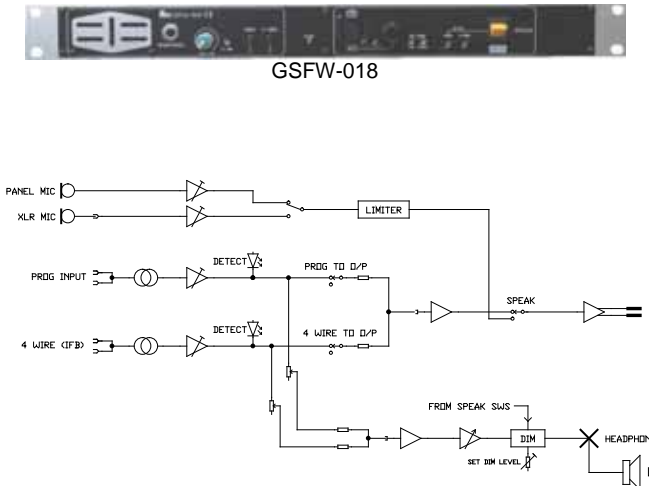 GSFW-018
PANEL MIC
XLR MIC
LIMITER
DETECT
PROG INPUT
PROG TO O/P
SPEAK
DETECT
4 WIRE (IFB)
4 WIRE TO O/P
FROM SPEAK SWS
DIM
HEADPHON
SET DIM LEVEL